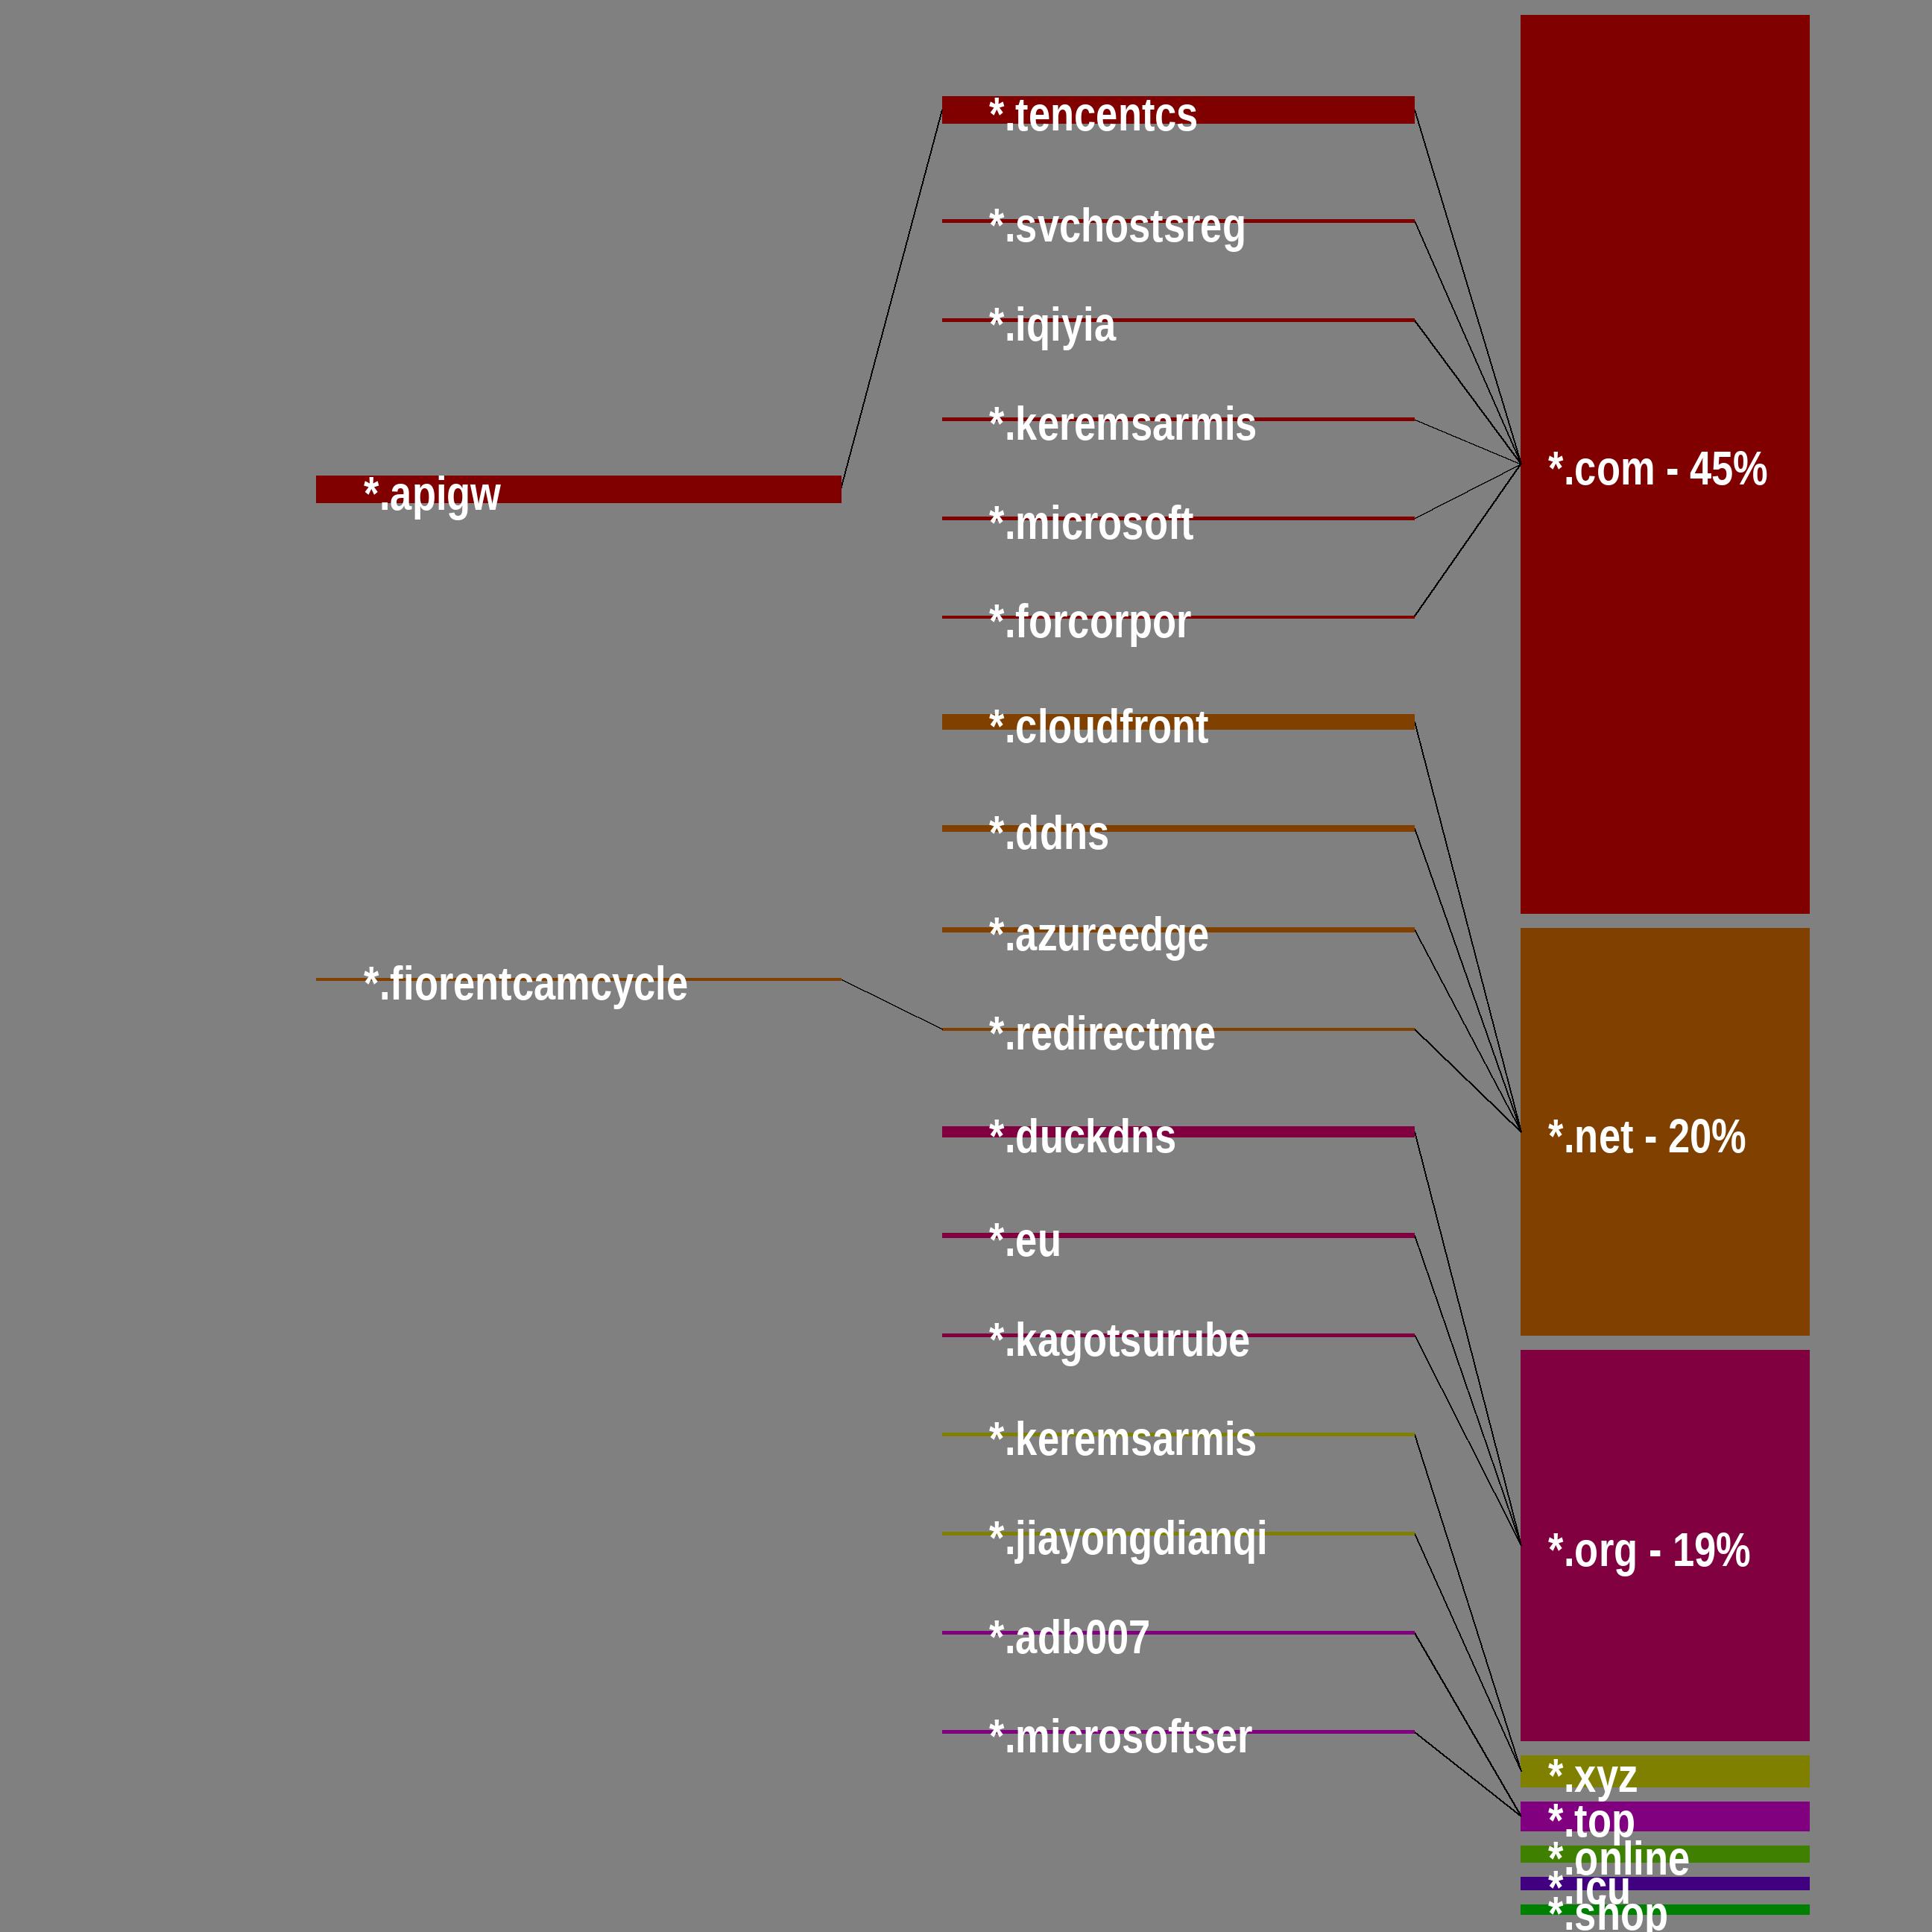 *.tencentcs
*.svchostsreg
*.iqiyia
*.keremsarmis
*.com - 45%
*.apigw
*.microsoft
*.forcorpor
*.cloudfront
*.ddns
*.azureedge
*.fiorentcamcycle
*.redirectme
*.duckdns
*.net - 20%
*.eu
*.kagotsurube
*.keremsarmis
*.jiayongdianqi
*.org - 19%
*.adb007
*.microsoftser
*.xyz
*.top
*.online
*.icu
*.shop